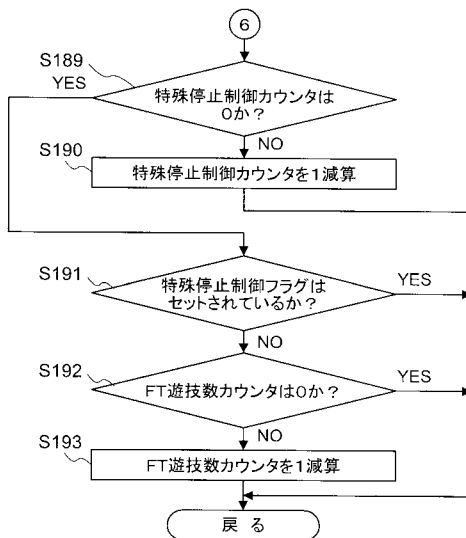 6
S189
YES
特殊停止制御カウンタは
0か？
NO
S190
特殊停止制御カウンタを1減算
S191
特殊停止制御フラグは
セットされているか？
YES
NO
S192
FT遊技数カウンタは0か？
YES
NO
S193
FT遊技数カウンタを1減算
戻る